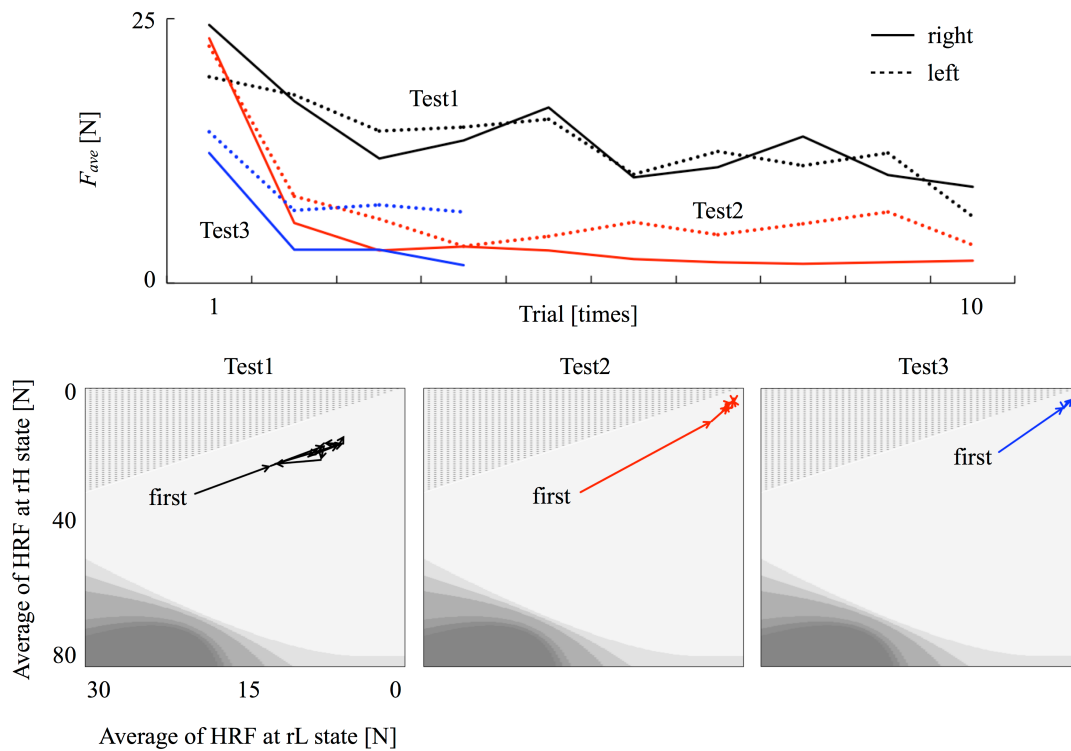 25
right
left
Test1
F_ave [N]
Test2
Test3
0
1
10
Trial [times]
Test1
Test2
Test3
0
first
first
first
40
80
Average of HRF at rH state [N]
30
15
0
Average of HRF at rL state [N]